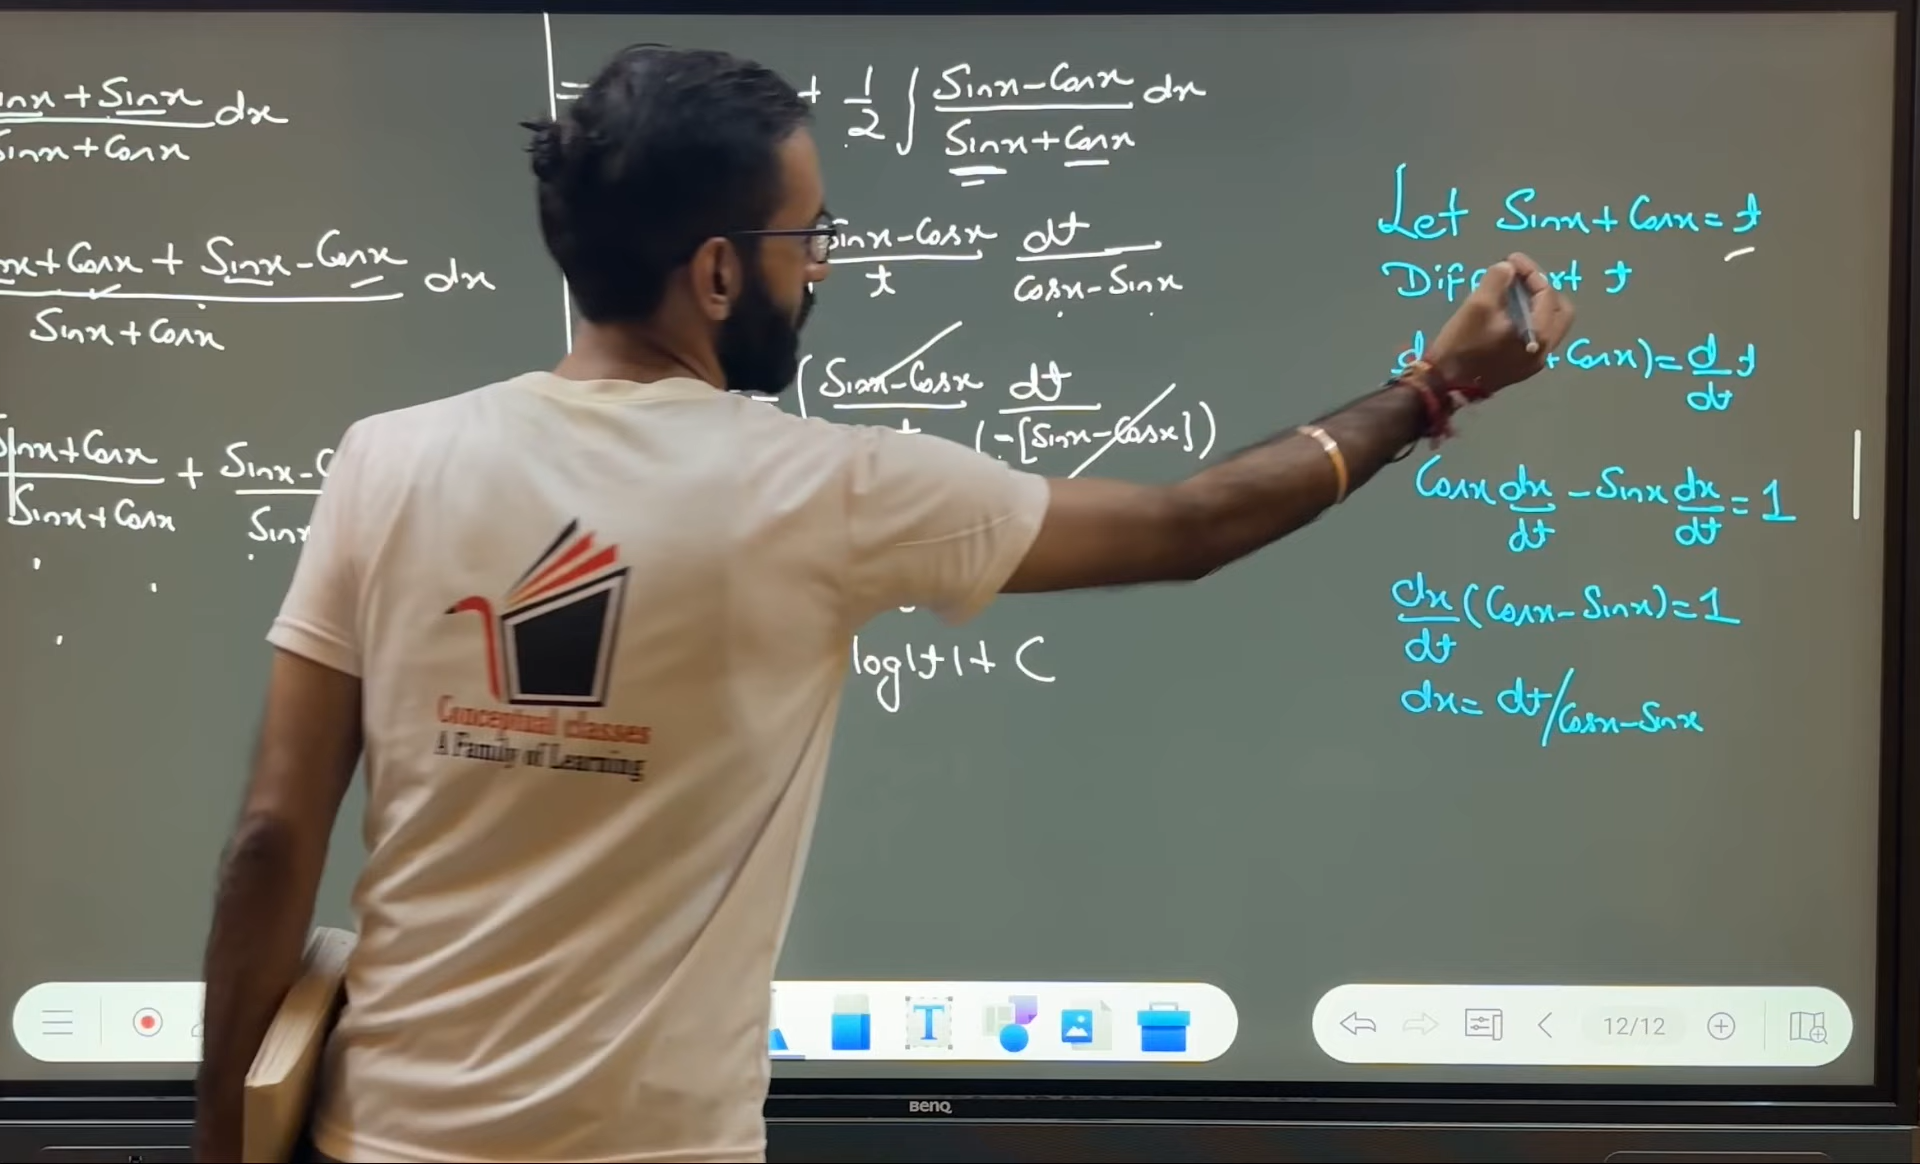 inx + Sinx dx
Sinx + Cosx
nx + Cosx + Sinx - Cosx dx
Sinx + Cosx
Sinx + Cosx + Sinx - C
Sinx + Cosx Sinx
= + 1/2 ∫ Sinx - Cosx dx
Sinx + Cosx
Sinx - Cosx dt
t Cosx - Sinx
- ( Sinx - Cosx dt
t (-[Sinx - Cosx])
log|t| + C
Let Sinx + Cosx = t
Diff wrt t
d + Cosx) = d/dt t
Cosx dx/dt - Sinx dx/dt = 1
dx/dt (Cosx - Sinx) = 1
dx = dt/Cosx - Sinx
Conceptual classes
A Family of Learning
T
12/12
BENQ